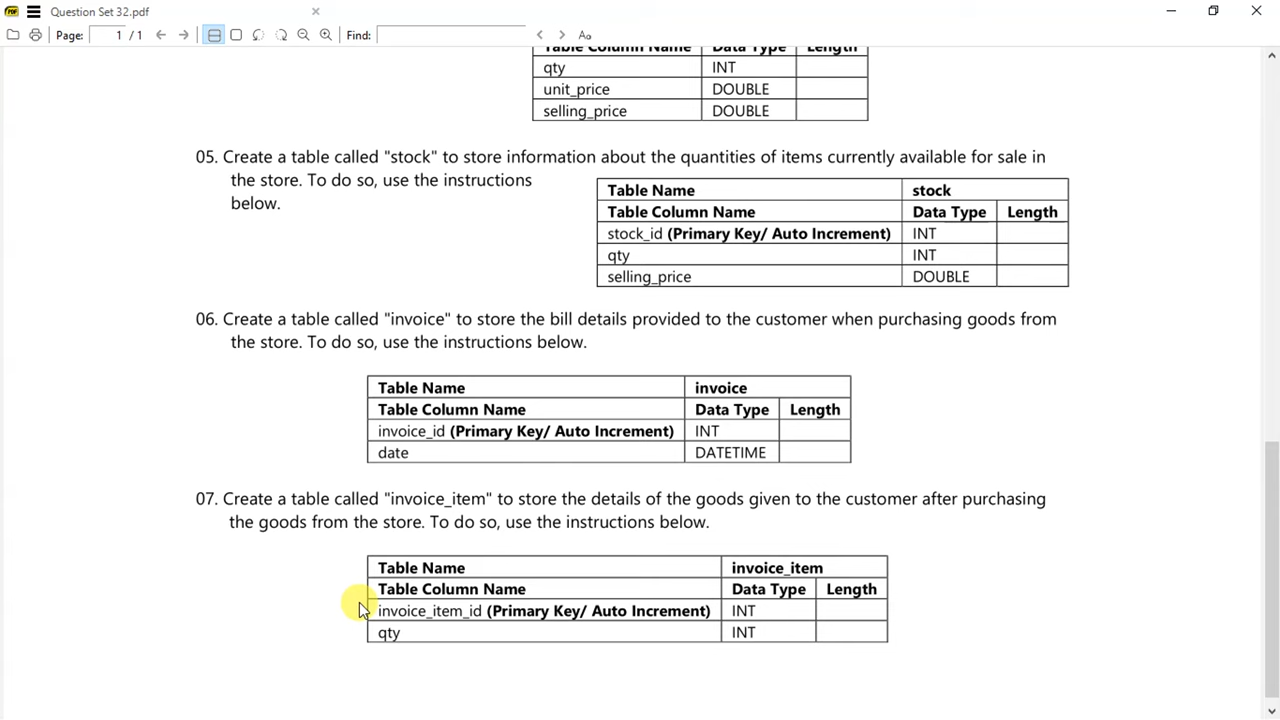 Question Set 32.pdf
Page: 1 / 1 Find:
Table Column Name Data Type Length
qty INT
unit_price DOUBLE
selling_price DOUBLE
05. Create a table called "stock" to store information about the quantities of items currently available for sale in
the store. To do so, use the instructions
below.
Table Name stock
Table Column Name Data Type Length
stock_id (Primary Key/ Auto Increment) INT
qty INT
selling_price DOUBLE
06. Create a table called "invoice" to store the bill details provided to the customer when purchasing goods from
the store. To do so, use the instructions below.
Table Name invoice
Table Column Name Data Type Length
invoice_id (Primary Key/ Auto Increment) INT
date DATETIME
07. Create a table called "invoice_item" to store the details of the goods given to the customer after purchasing
the goods from the store. To do so, use the instructions below.
Table Name invoice_item
Table Column Name Data Type Length
invoice_item_id (Primary Key/ Auto Increment) INT
qty INT